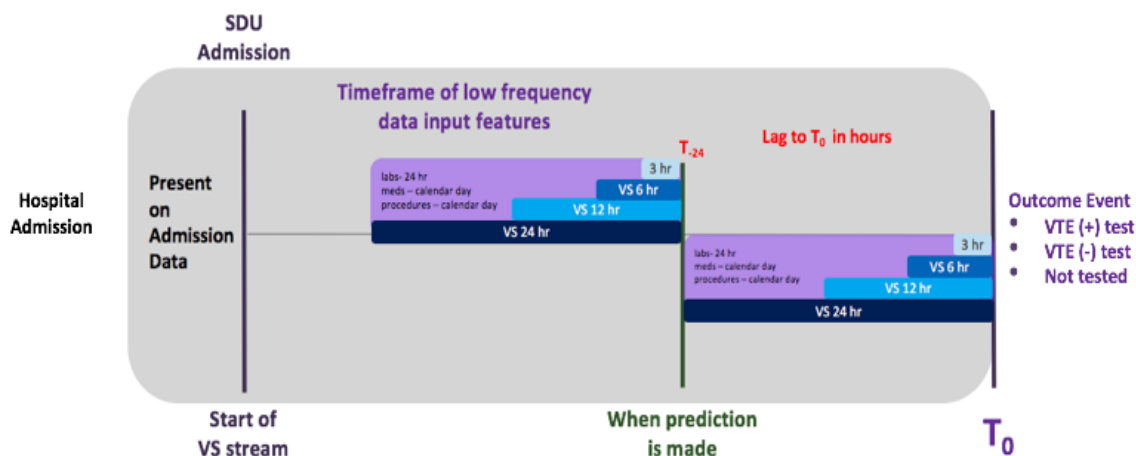 SDU
Admission
Timeframe of low frequency
data input features
Lag to T0 in hours
T-24
3 hr
labs- 24 hr
meds – calendar day
procedures – calendar day
VS 6 hr
VS 12 hr
VS 24 hr
Hospital
Admission
Present
on
Admission
Data
3 hr
labs- 24 hr
meds – calendar day
procedures – calendar day
VS 6 hr
VS 12 hr
VS 24 hr
Outcome Event
• VTE (+) test
• VTE (-) test
• Not tested
Start of
VS stream
When prediction
is made
T0